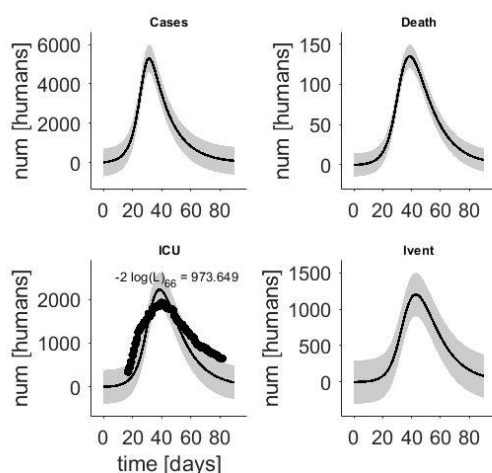 Cases
num [humans]
6000
4000
2000
0
0 20 40 60 80
Death
num [humans]
150
100
50
0
0 20 40 60 80
ICU
-2 log(L)_66 = 973.649
num [humans]
2000
1000
0
0 20 40 60 80
time [days]
Ivent
num [humans]
1500
1000
500
0
0 20 40 60 80